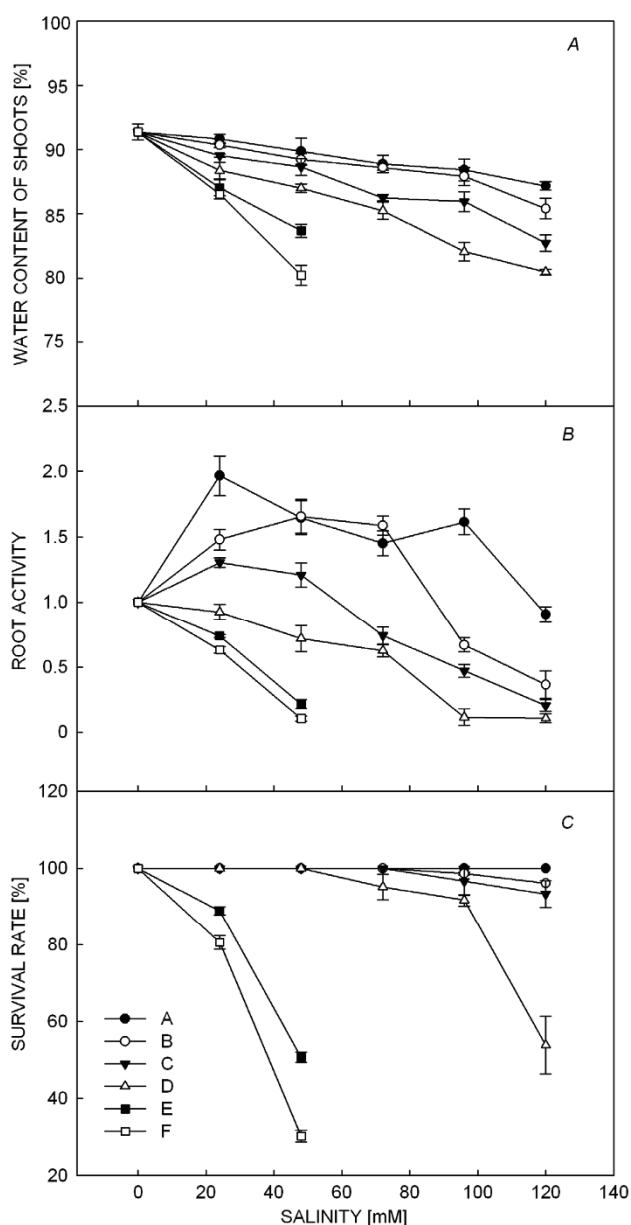 100
A
95
90
85
80
75
WATER CONTENT OF SHOOTS [%]
2.5
B
2.0
1.5
1.0
0.5
0
ROOT ACTIVITY
120
C
100
80
60
40
20
SURVIVAL RATE [%]
A
B
C
D
E
F
0 20 40 60 80 100 120 140
SALINITY [mM]